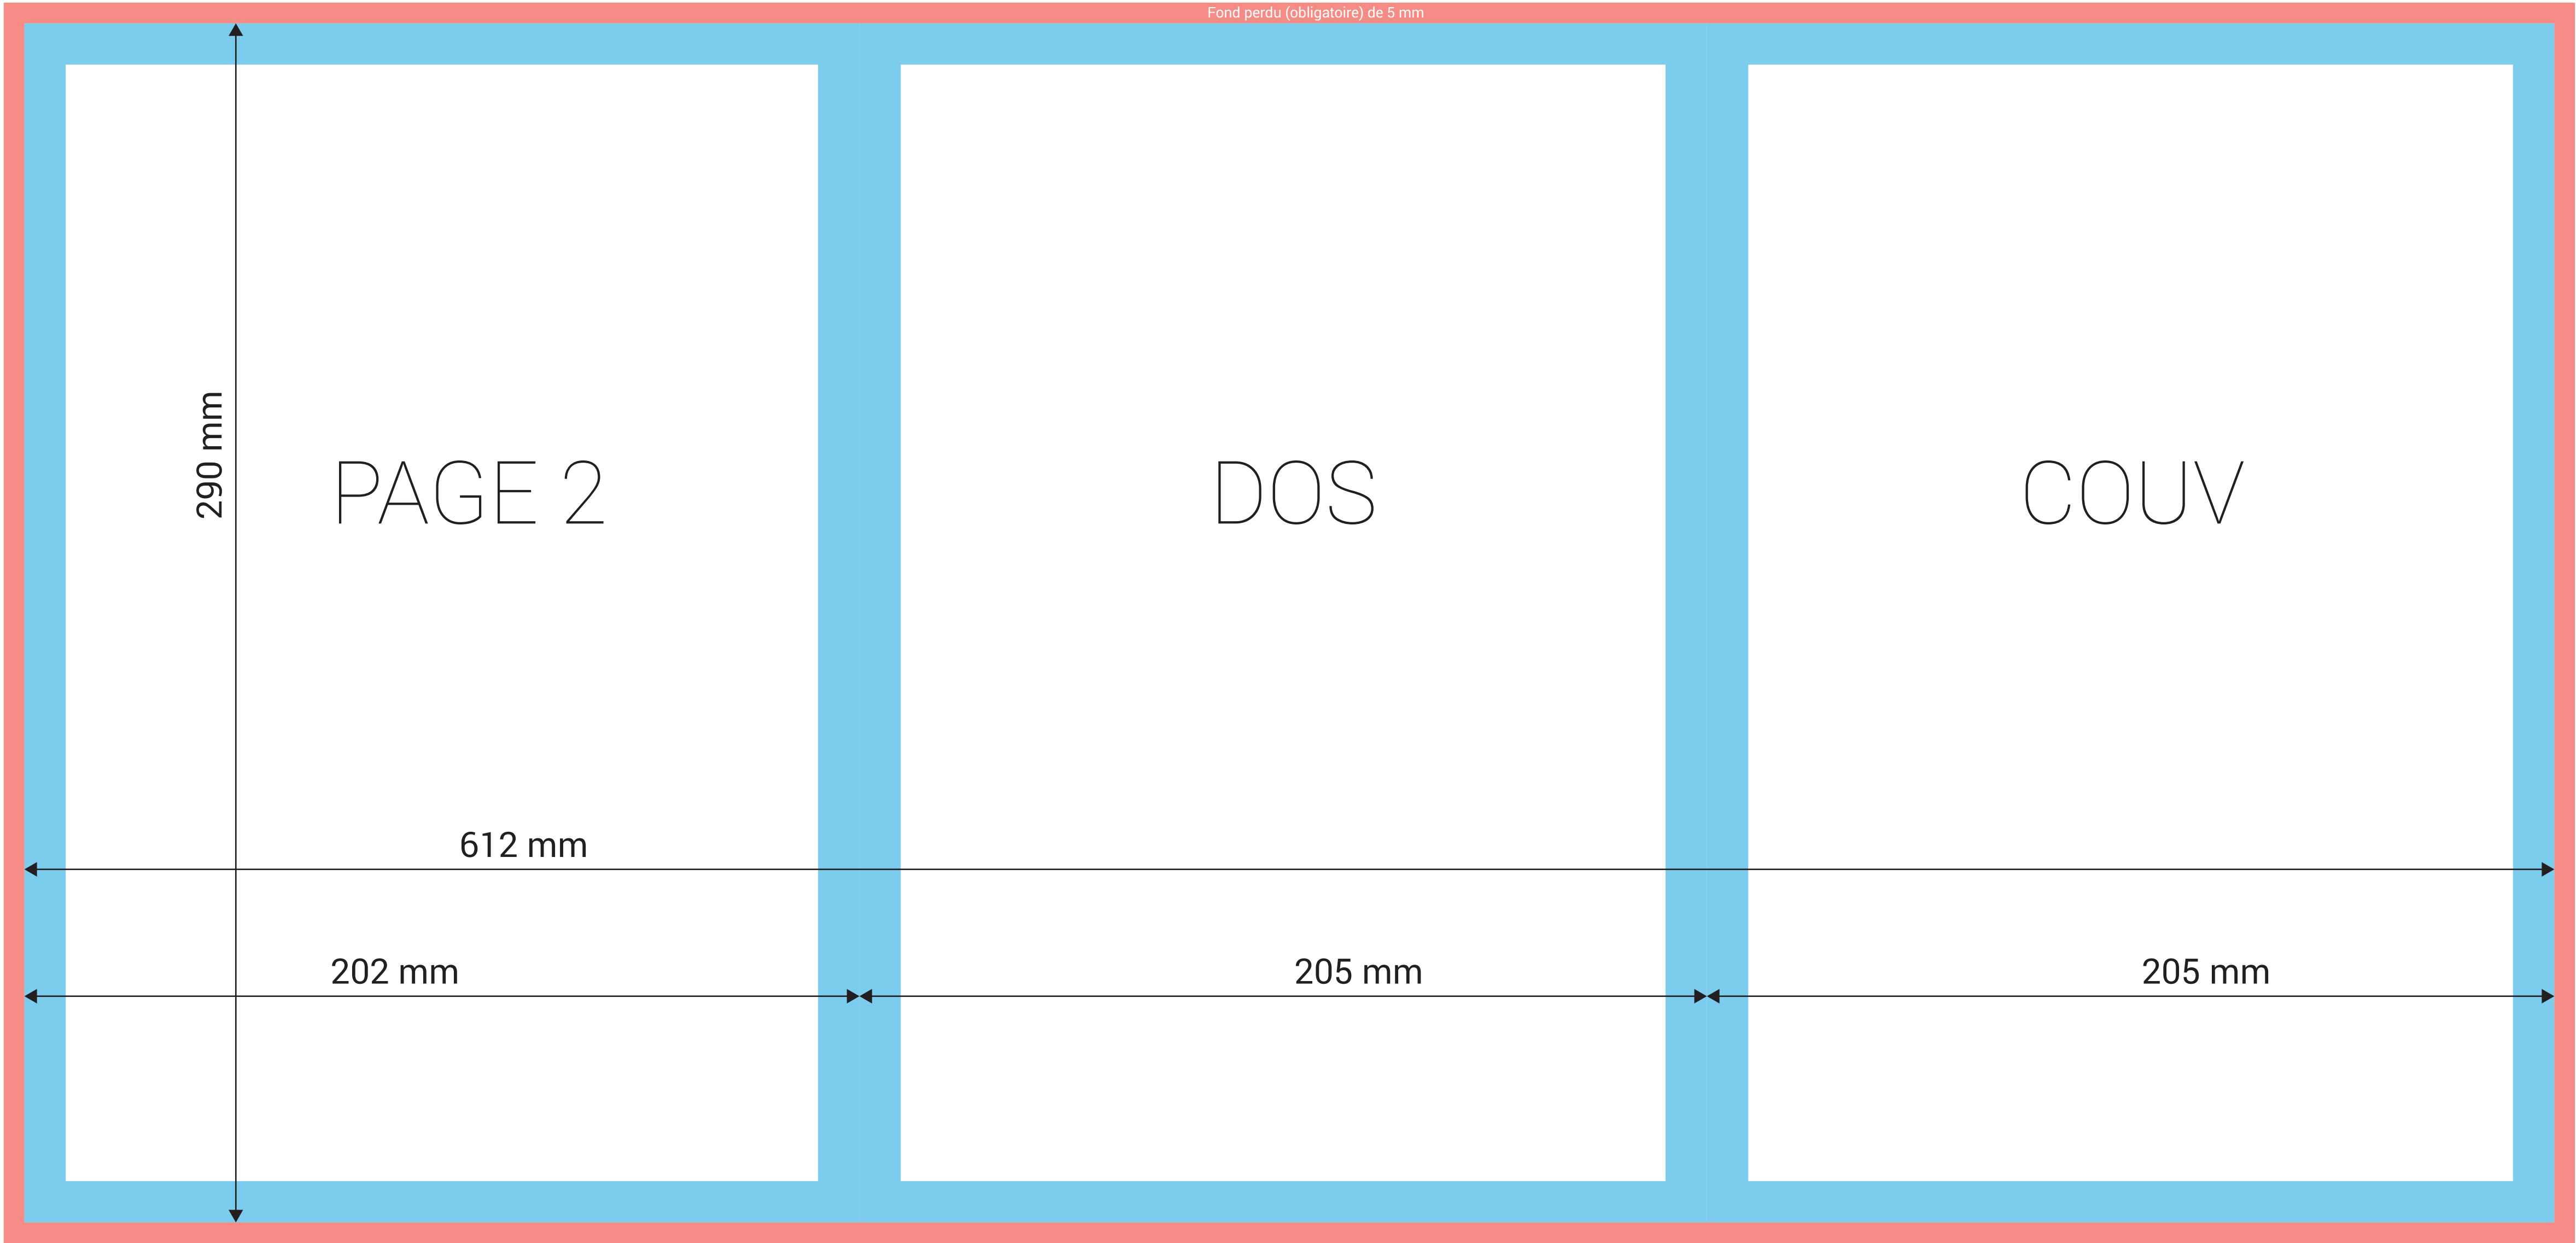 Fond perdu (obligatoire) de 5 mm
290 mm
PAGE 2
DOS
COUV
612 mm
202 mm
205 mm
205 mm